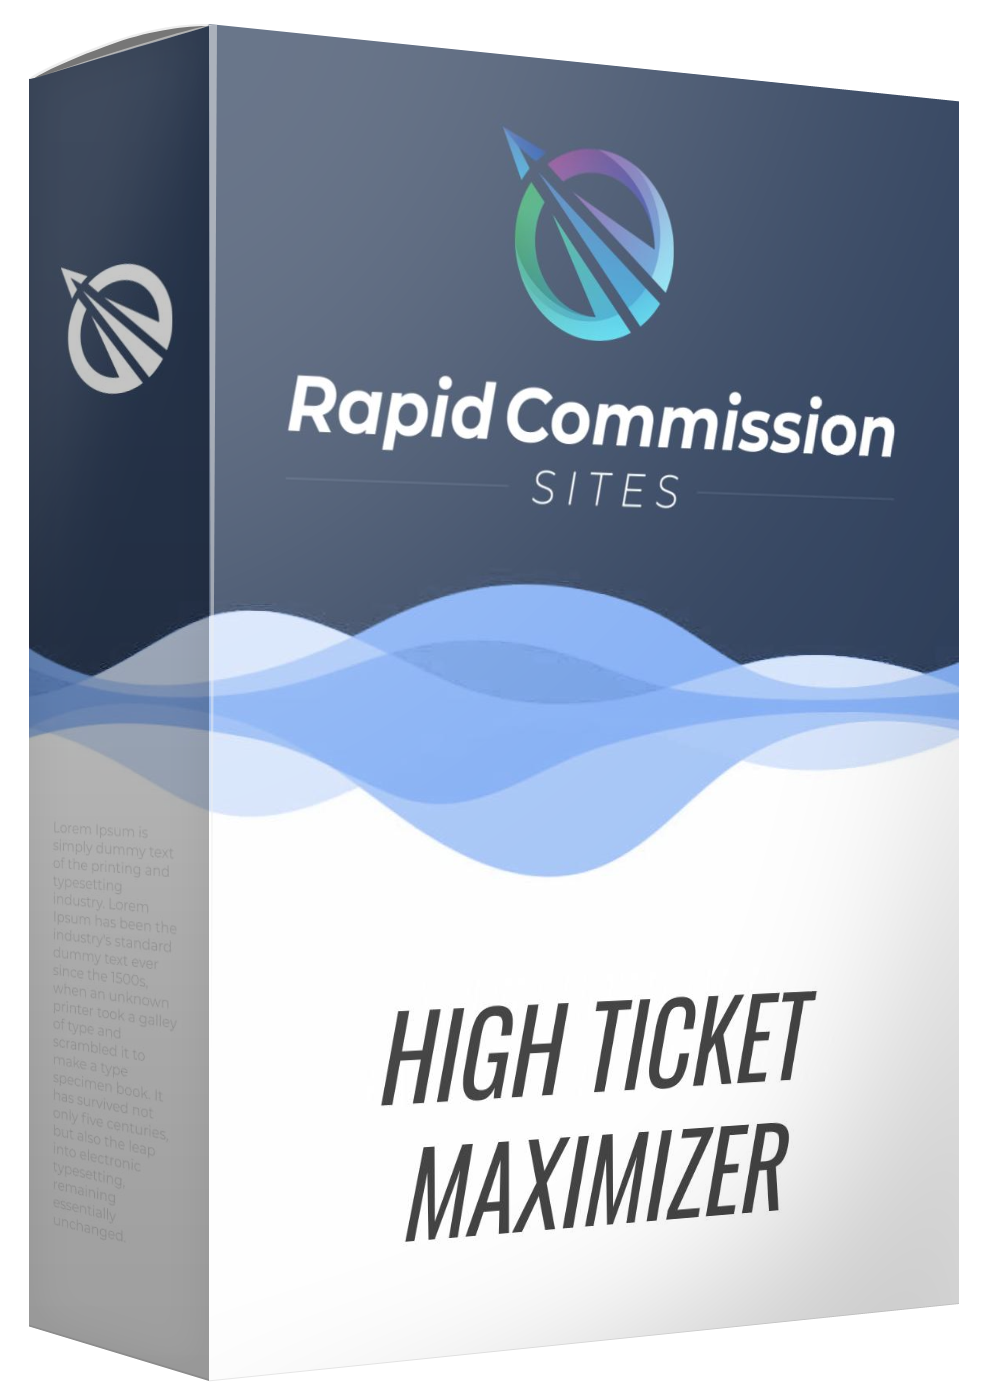 Rapid Commission
SITES
HIGH TICKET
MAXIMIZER
Lorem Ipsum is
simply dummy text
of the printing and
typesetting
industry. Lorem
Ipsum has been the
industry's standard
dummy text ever
since the 1500s,
when an unknown
printer took a galley
of type and
scrambled it to
make a type
specimen book. It
has survived not
only five centuries,
but also the leap
into electronic
typesetting,
remaining
essentially
unchanged.